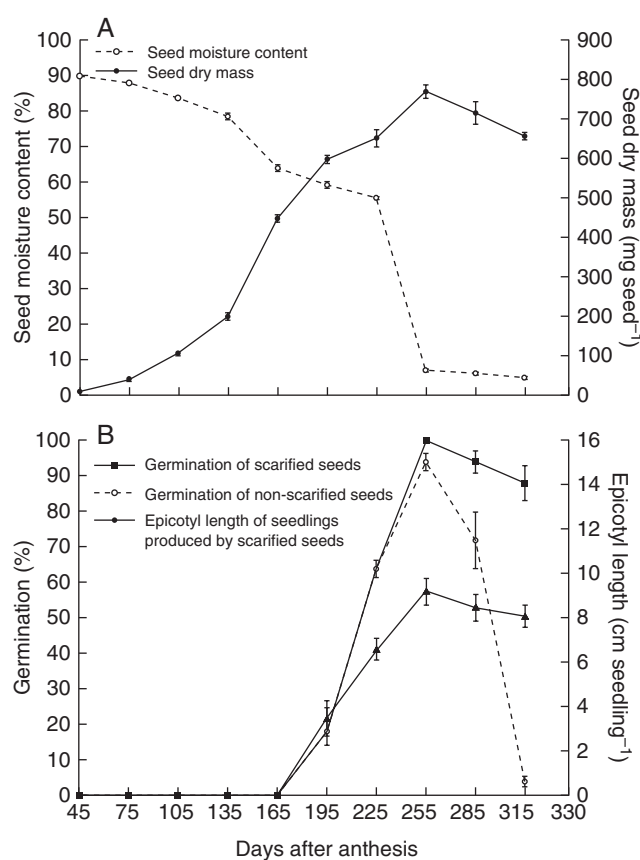 A
Seed moisture content
Seed dry mass
Seed moisture content (%)
100
90
80
70
60
50
40
30
20
10
0
Seed dry mass (mg seed⁻¹)
900
800
700
600
500
400
300
200
100
0
B
Germination of scarified seeds
Germination of non-scarified seeds
Epicotyl length of seedlings
produced by scarified seeds
Germination (%)
100
90
80
70
60
50
40
30
20
10
0
Epicotyl length (cm seedling⁻¹)
16
14
12
10
8
6
4
2
0
45 75 105 135 165 195 225 255 285 315 330
Days after anthesis